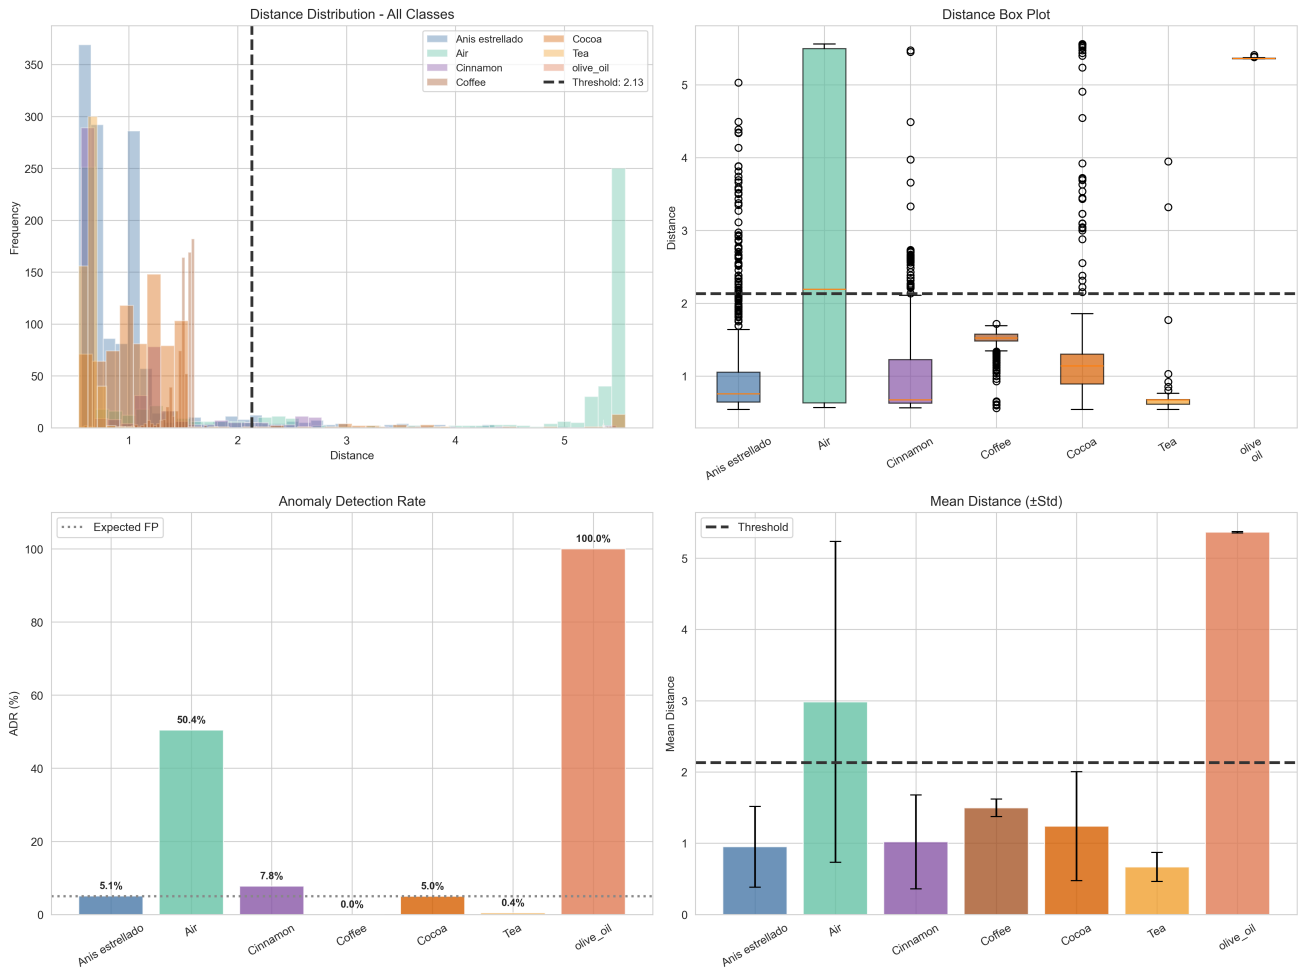 Distance Distribution - All Classes
Frequency
350
300
250
200
150
100
50
0
1
2
3
4
5
Distance
Anis estrellado
Air
Cinnamon
Coffee
Cocoa
Tea
olive_oil
Threshold: 2.13
Distance Box Plot
Distance
5
4
3
2
1
Anis estrellado
Air
Cinnamon
Coffee
Cocoa
Tea
olive
oil
Anomaly Detection Rate
Expected FP
ADR (%)
100
80
60
40
20
0
5.1%
50.4%
7.8%
0.0%
5.0%
0.4%
100.0%
Anis estrellado
Air
Cinnamon
Coffee
Cocoa
Tea
olive_oil
Mean Distance (±Std)
Threshold
Mean Distance
5
4
3
2
1
0
Anis estrellado
Air
Cinnamon
Coffee
Cocoa
Tea
olive_oil